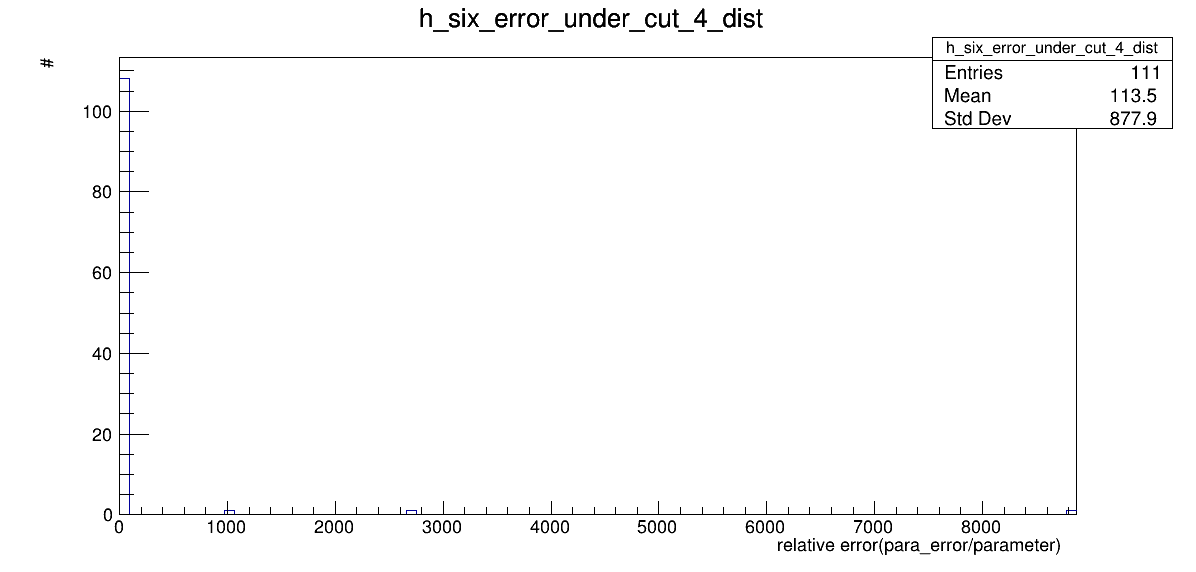 h_six_error_under_cut_4_dist
#
h_six_error_under_cut_4_dist
Entries 111
Mean 113.5
Std Dev 877.9
100
80
60
40
20
0
0 1000 2000 3000 4000 5000 6000 7000 8000
relative error(para_error/parameter)